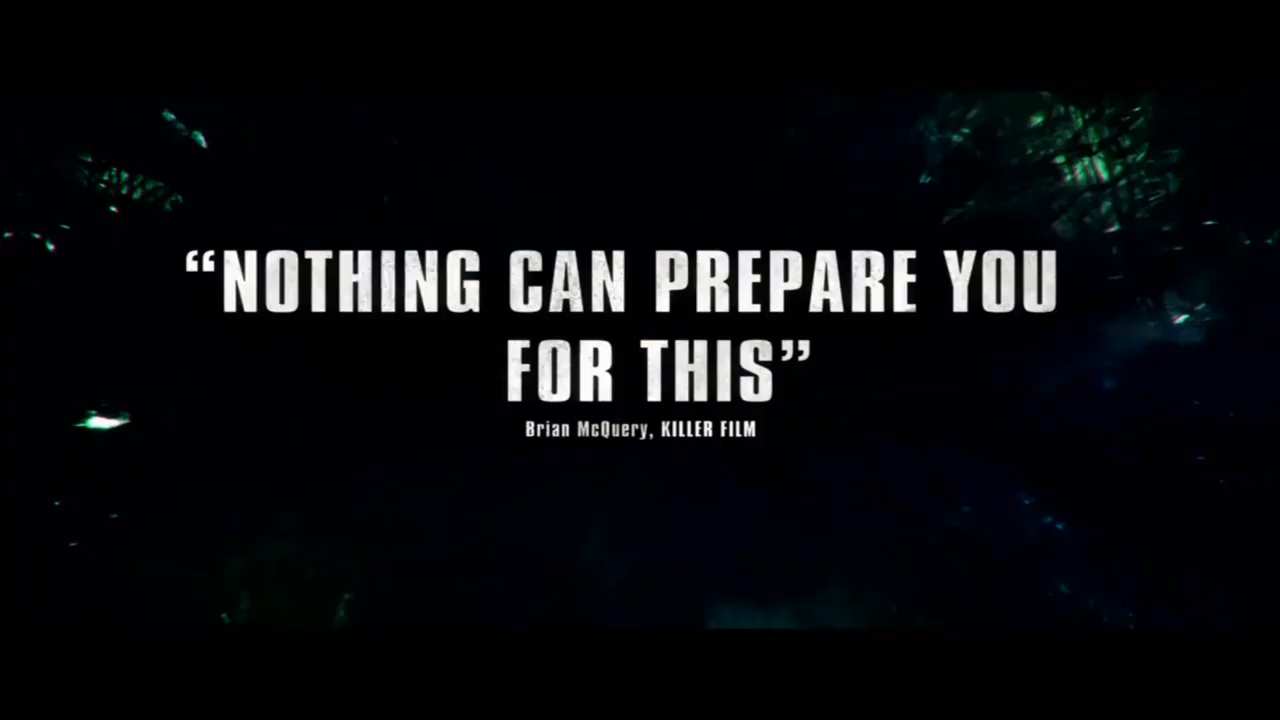 “NOTHING CAN PREPARE YOU
FOR THIS”
Brian McQuery, KILLER FILM